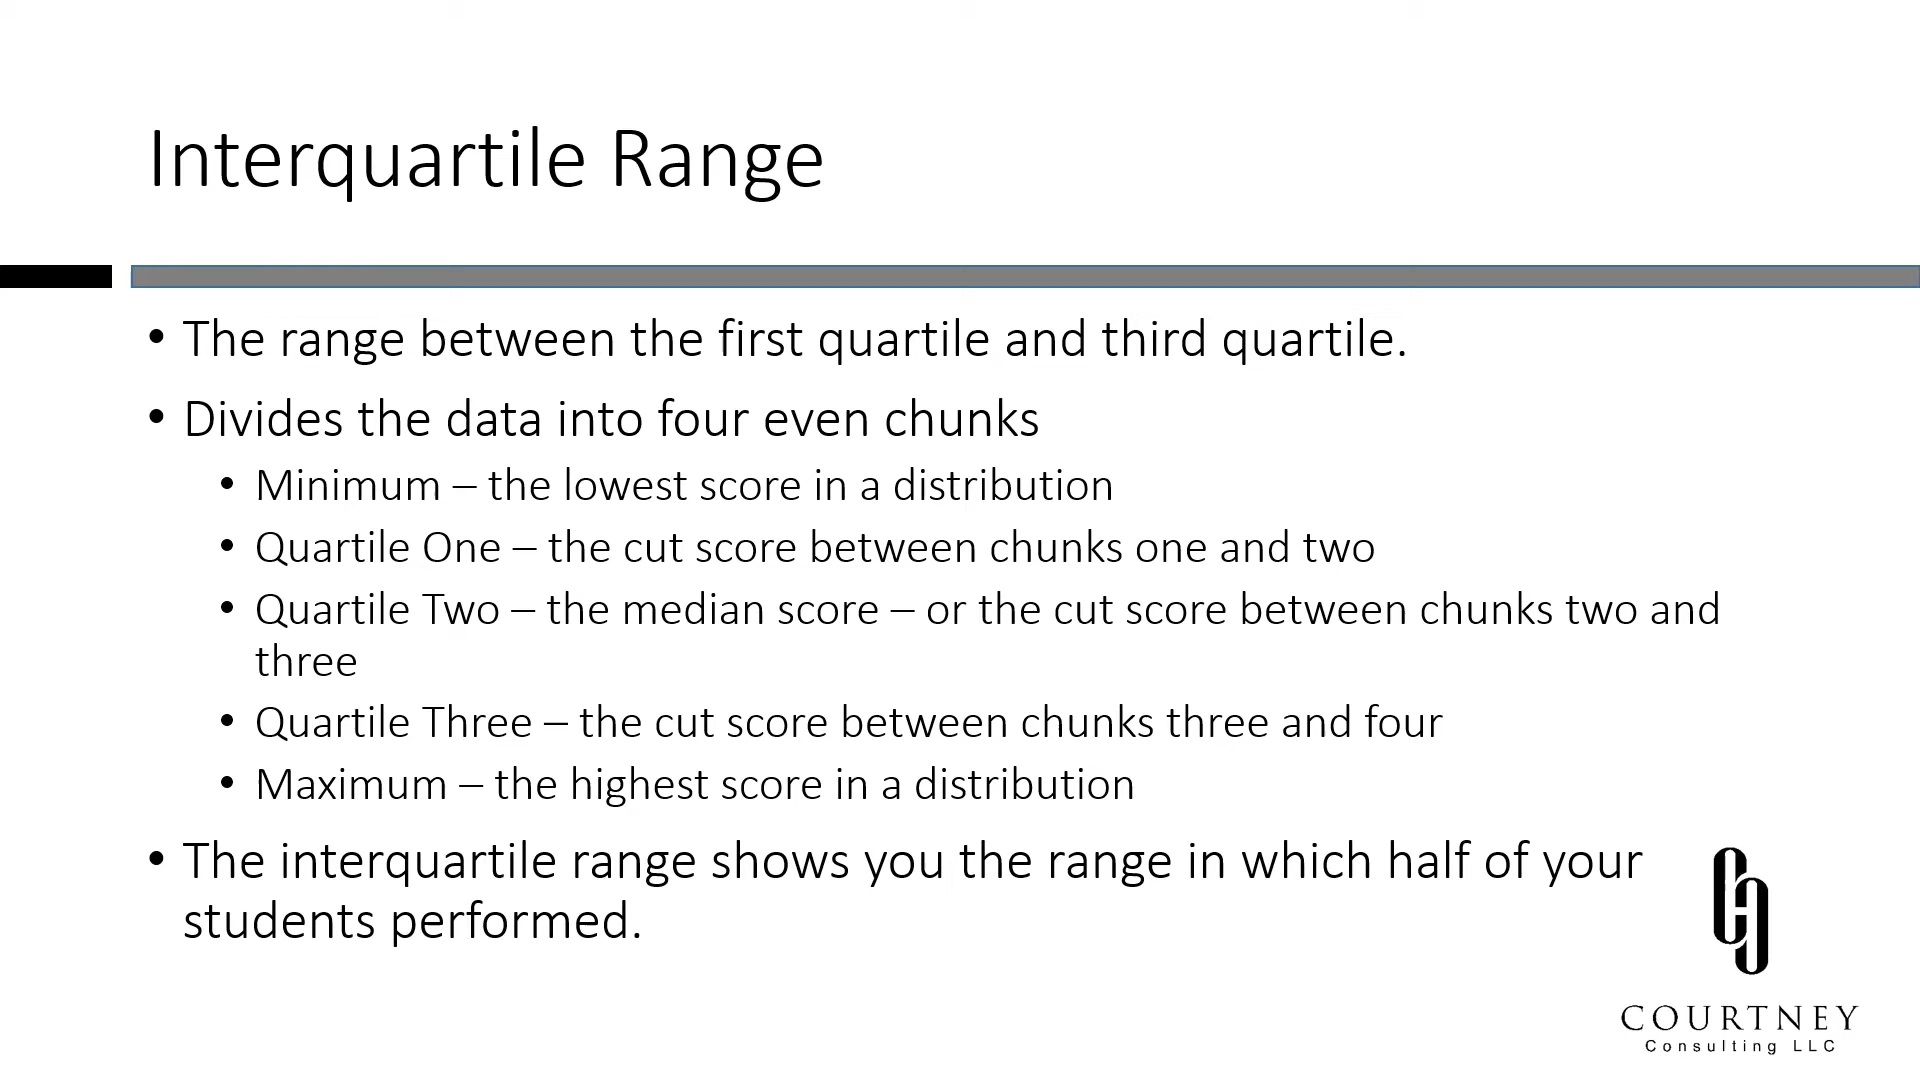 Interquartile Range
• The range between the first quartile and third quartile.
• Divides the data into four even chunks
• Minimum – the lowest score in a distribution
• Quartile One – the cut score between chunks one and two
• Quartile Two – the median score – or the cut score between chunks two and
three
• Quartile Three – the cut score between chunks three and four
• Maximum – the highest score in a distribution
• The interquartile range shows you the range in which half of your
students performed.
COURTNEY
Consulting LLC